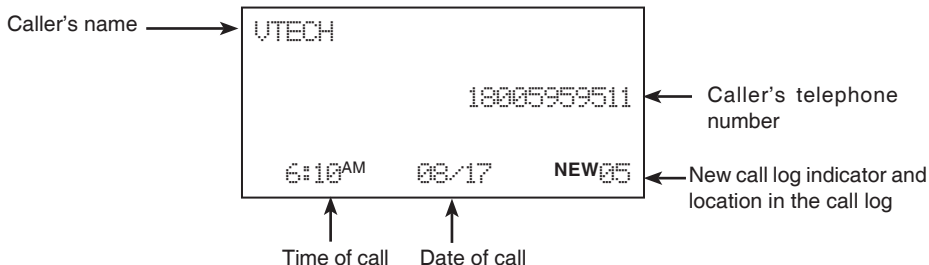 Caller's name
VTECH
18005959511
Caller's telephone
number
6:10AM 08/17 NEW05
New call log indicator and
location in the call log
Time of call Date of call